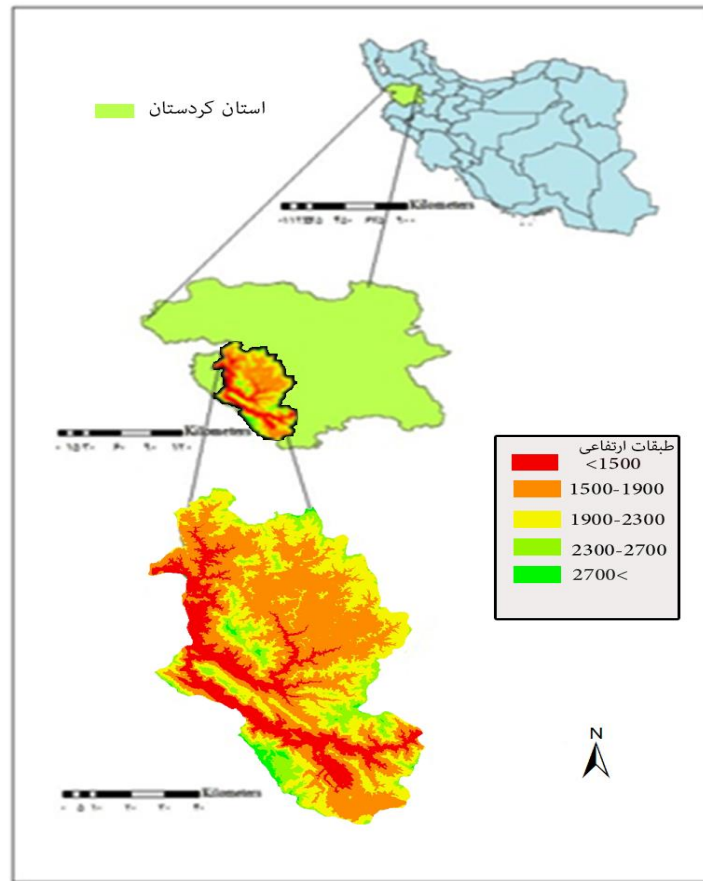 استان کردستان
Kilometers
Kilometers
طبقات ارتفاعی
<1500
1500-1900
1900-2300
2300-2700
2700<
N
Kilometers